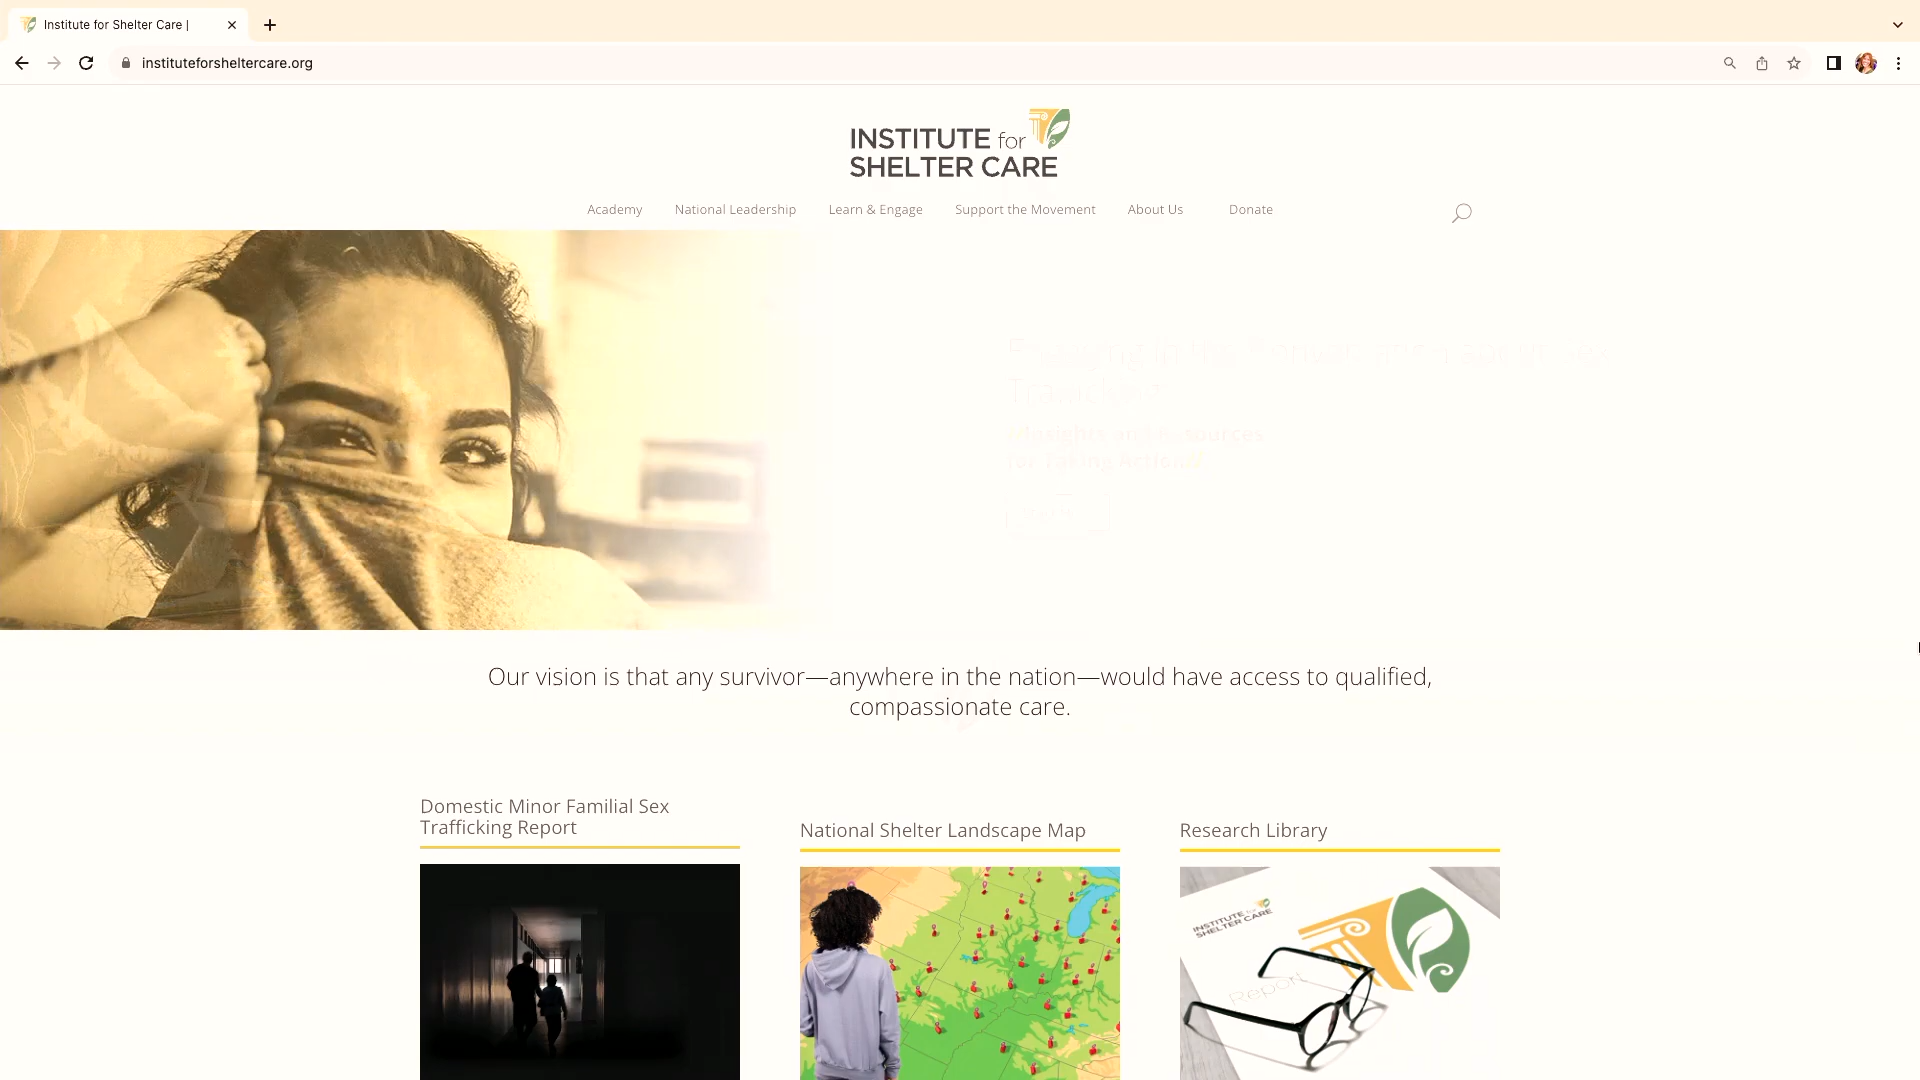 Institute for Shelter Care |
instituteforsheltercare.org
INSTITUTE for
SHELTER CARE
Academy National Leadership Learn & Engage Support the Movement About Us Donate
Our vision is that any survivor—anywhere in the nation—would have access to qualified,
compassionate care.
Domestic Minor Familial Sex
Trafficking Report
National Shelter Landscape Map
Research Library
INSTITUTE for
SHELTER CARE
Report